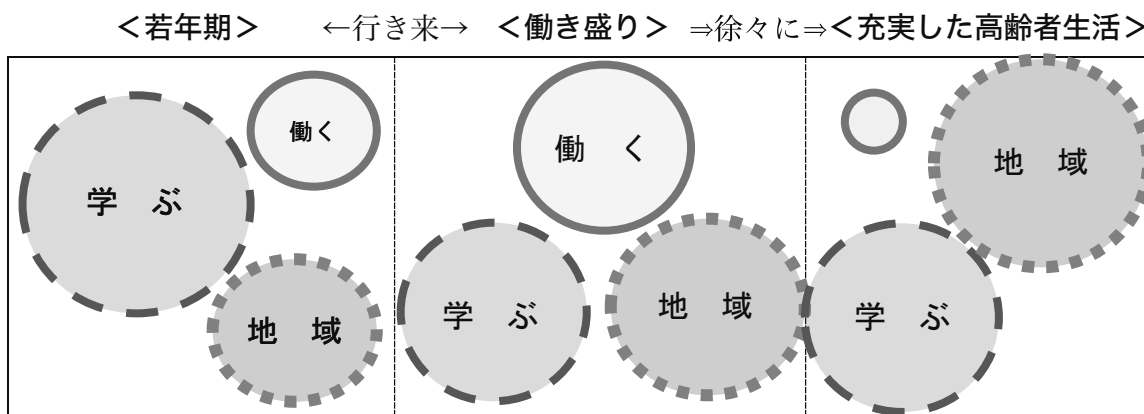 <若年期> ←行き来→ <働き盛り> ⇒徐々に⇒<充実した高齢者生活>
働く
学 ぶ
地 域
働 く
学 ぶ
地 域
地 域
学 ぶ